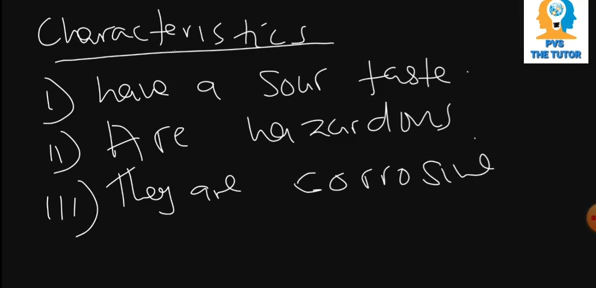 Characteristics
I) have a sour taste.
II) Are hazardous.
III) They are corrosive
PVS
THE TUTOR